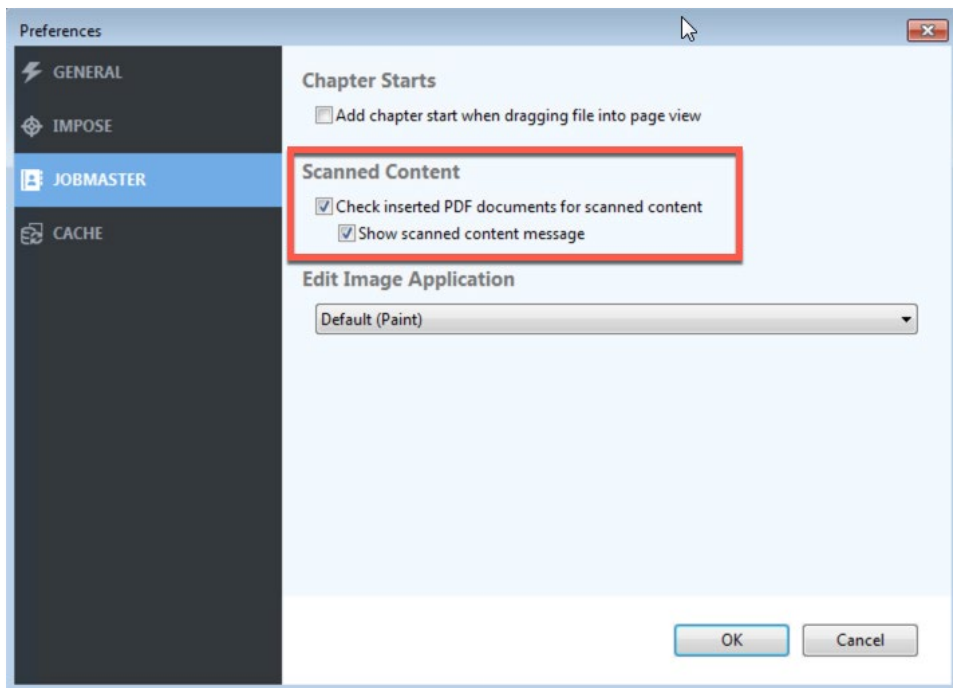 Preferences
GENERAL
IMPOSE
JOBMASTER
CACHE
Chapter Starts
Add chapter start when dragging file into page view
Scanned Content
Check inserted PDF documents for scanned content
Show scanned content message
Edit Image Application
Default (Paint)
OK
Cancel